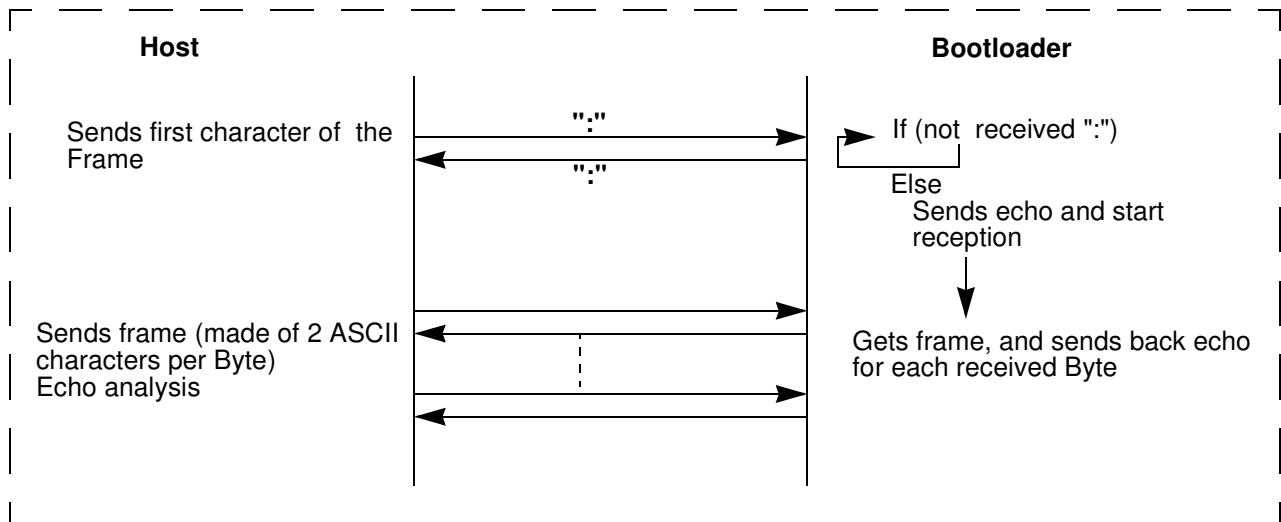 Host
Bootloader
Sends first character of the
Frame
":"
":"
If (not received ":")
Else
Sends echo and start
reception
Sends frame (made of 2 ASCII
characters per Byte)
Echo analysis
Gets frame, and sends back echo
for each received Byte